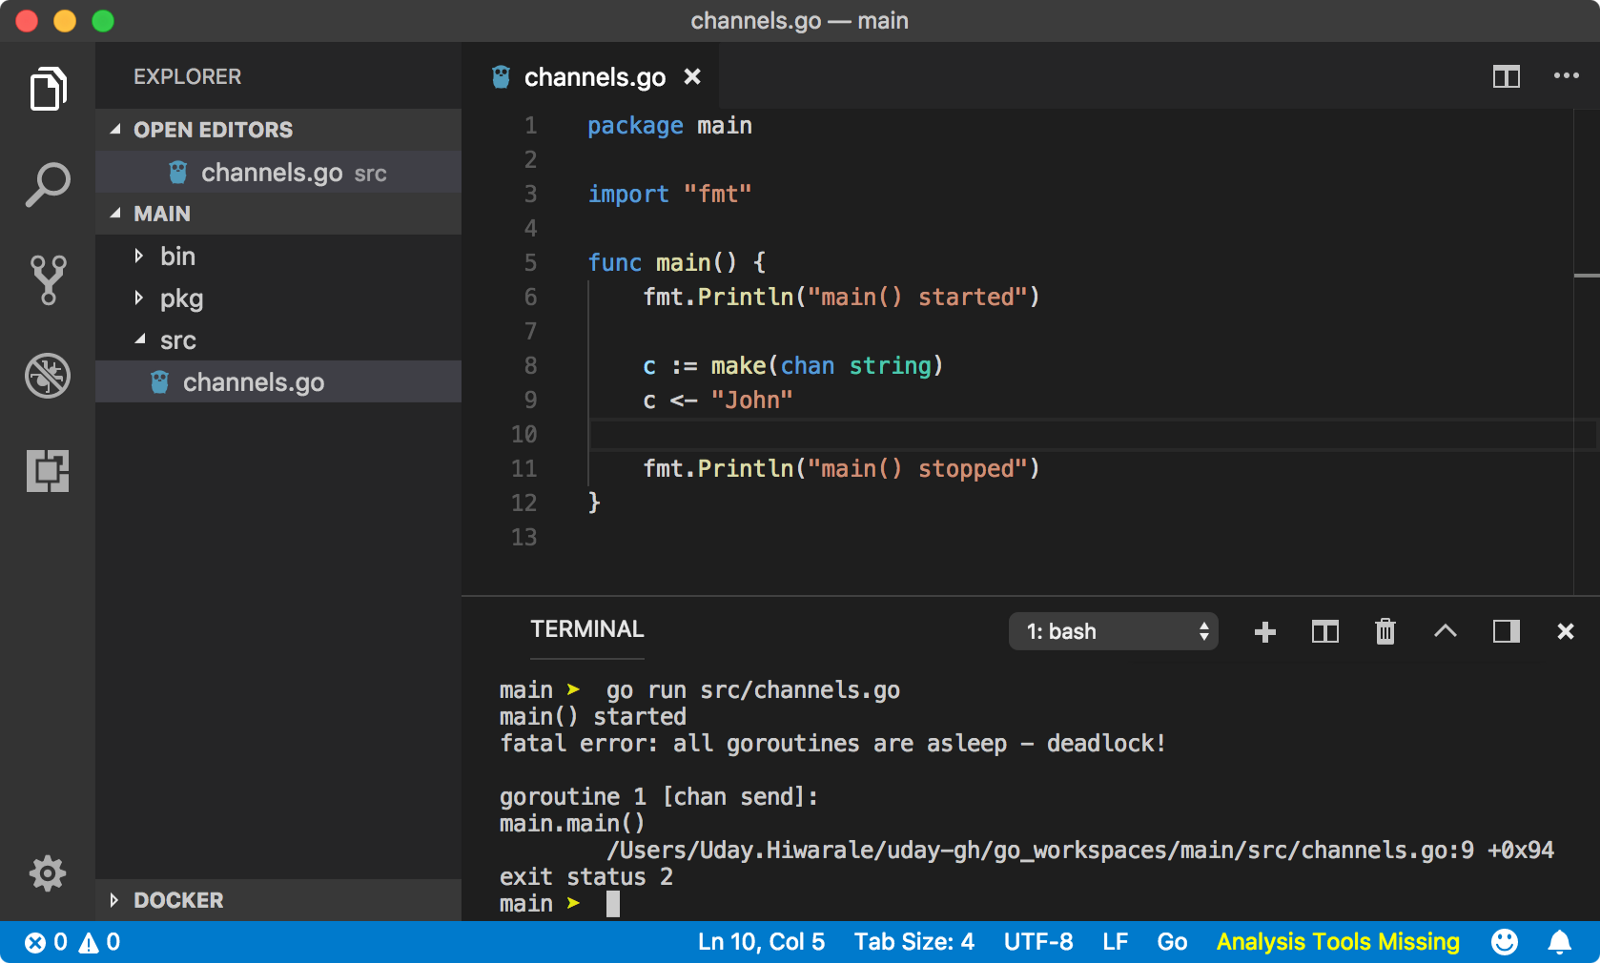 channels.go — main
EXPLORER
OPEN EDITORS
channels.go src
MAIN
bin
pkg
src
channels.go
DOCKER
channels.go
1 package main
2
3 import "fmt"
4
5 func main() {
6 fmt.Println("main() started")
7
8 c := make(chan string)
9 c <- "John"
10
11 fmt.Println("main() stopped")
12 }
13
TERMINAL
1: bash
main ➤ go run src/channels.go
main() started
fatal error: all goroutines are asleep - deadlock!
goroutine 1 [chan send]:
main.main()
/Users/Uday.Hiwarale/uday-gh/go_workspaces/main/src/channels.go:9 +0x94
exit status 2
main ➤
0 0 Ln 10, Col 5 Tab Size: 4 UTF-8 LF Go Analysis Tools Missing